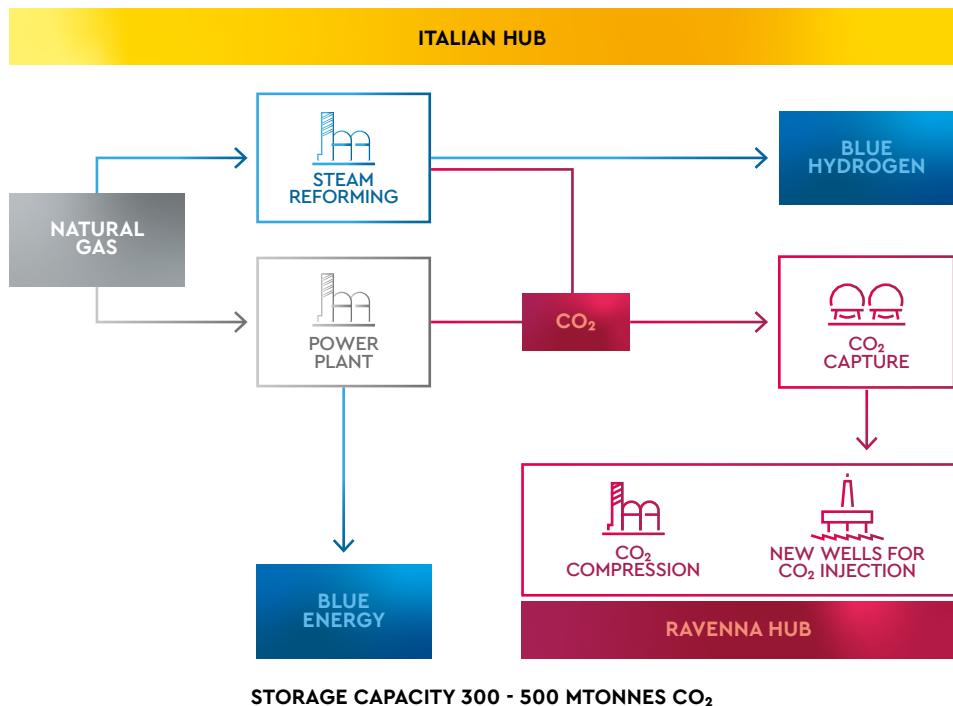 ITALIAN HUB
STEAM
REFORMING
BLUE
HYDROGEN
NATURAL
GAS
POWER
PLANT
CO₂
CO₂
CAPTURE
BLUE
ENERGY
CO₂
COMPRESSION
NEW WELLS FOR
CO₂ INJECTION
RAVENNA HUB
STORAGE CAPACITY 300 - 500 MTONNES CO₂